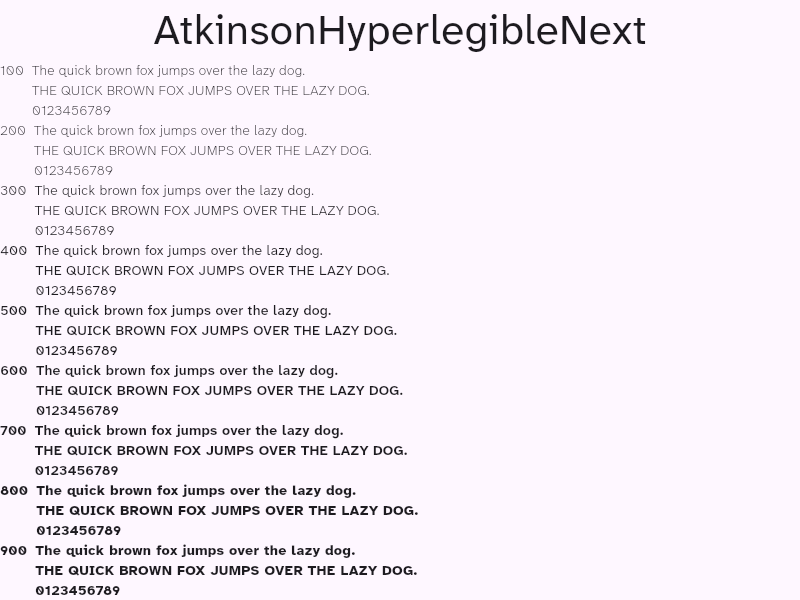 AtkinsonHyperlegibleNext
100 The quick brown fox jumps over the lazy dog.
THE QUICK BROWN FOX JUMPS OVER THE LAZY DOG.
0123456789
200 The quick brown fox jumps over the lazy dog.
THE QUICK BROWN FOX JUMPS OVER THE LAZY DOG.
0123456789
300 The quick brown fox jumps over the lazy dog.
THE QUICK BROWN FOX JUMPS OVER THE LAZY DOG.
0123456789
400 The quick brown fox jumps over the lazy dog.
THE QUICK BROWN FOX JUMPS OVER THE LAZY DOG.
0123456789
500 The quick brown fox jumps over the lazy dog.
THE QUICK BROWN FOX JUMPS OVER THE LAZY DOG.
0123456789
600 The quick brown fox jumps over the lazy dog.
THE QUICK BROWN FOX JUMPS OVER THE LAZY DOG.
0123456789
700 The quick brown fox jumps over the lazy dog.
THE QUICK BROWN FOX JUMPS OVER THE LAZY DOG.
0123456789
800 The quick brown fox jumps over the lazy dog.
THE QUICK BROWN FOX JUMPS OVER THE LAZY DOG.
0123456789
900 The quick brown fox jumps over the lazy dog.
THE QUICK BROWN FOX JUMPS OVER THE LAZY DOG.
0123456789